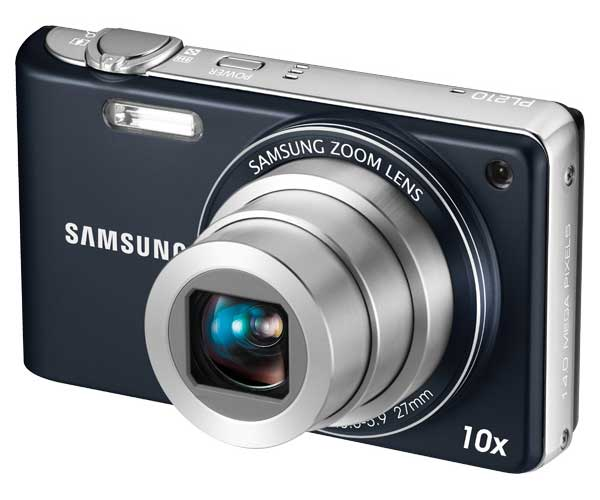 POWER
PL210
SAMSUNG ZOOM LENS
SAMSUNG
27mm
10x
14.0 MEGA PIXELS